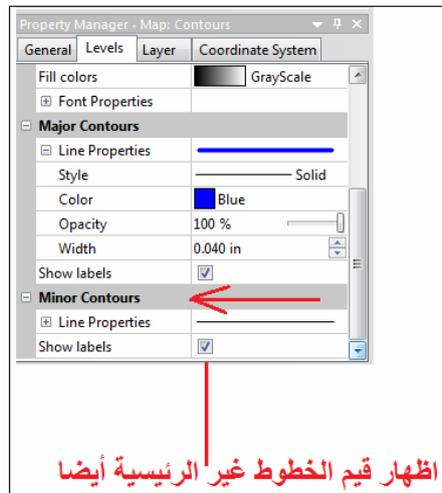 Property Manager - Map: Contours
General Levels Layer Coordinate System
Fill colors GrayScale
Font Properties
Major Contours
Line Properties
Style Solid
Color Blue
Opacity 100 %
Width 0.040 in
Show labels
Minor Contours
Line Properties
Show labels
اظهار قيم الخطوط غير الرئيسية أيضا